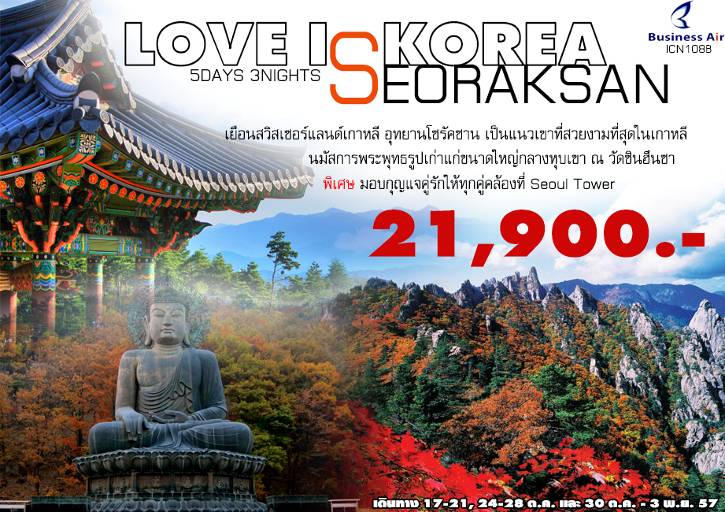 LOVE IS KOREA
5DAYS 3NIGHTS
SEORAKSAN
Business Air
ICN1088
เยือนสวิสเซอร์แลนด์เกาหลี อุทยานโซรัคซาน เป็นแนวเขาที่สวยงามที่สุดในเกาหลี
นมัสการพระพุทธรูปเก่าแก่ขนาดใหญ่กลางหุบเขา ณ วัดชินฮึนซา
พิเศษ มอบกุญแจคู่รักให้ทุกคู่คล้องที่ Seoul Tower
21,900.-
เดินทาง 17-21, 24-28 ต.ค. และ 30 ต.ค. - 3 พ.ย. 57